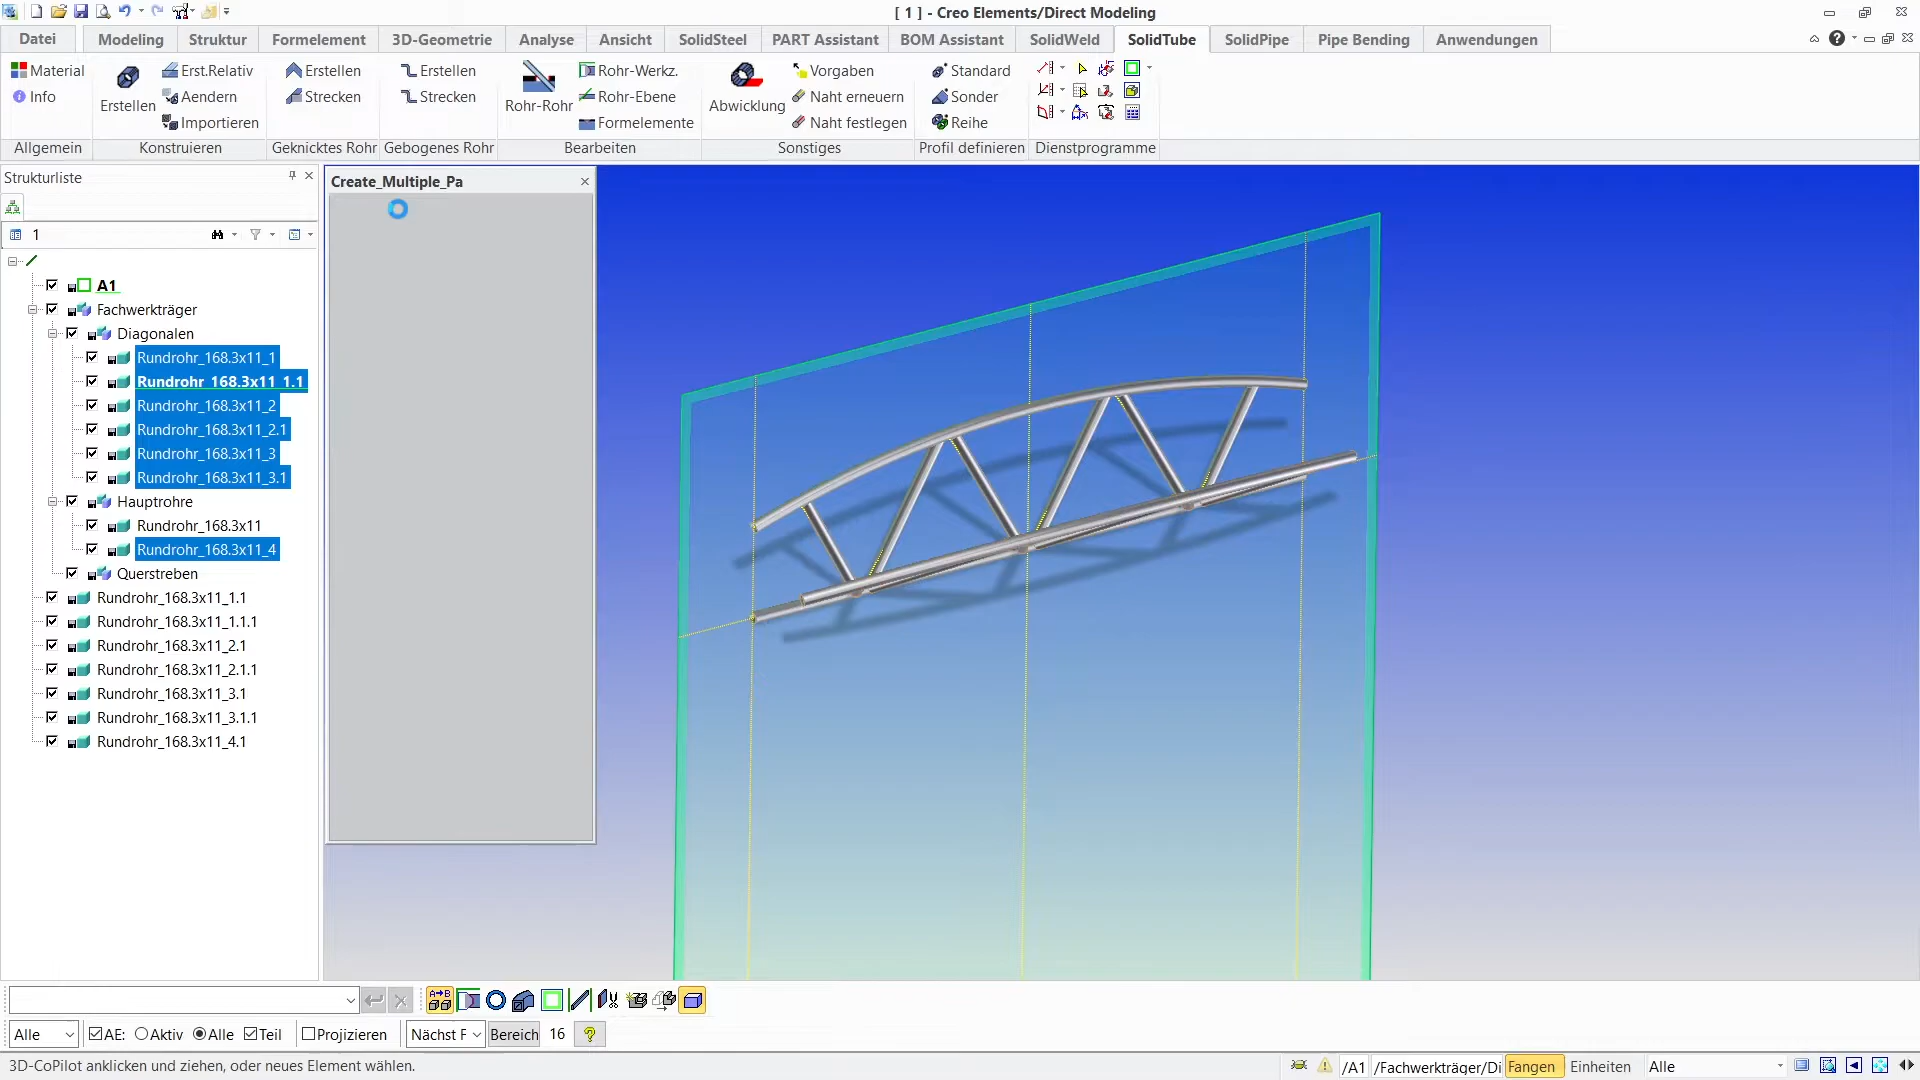 [ 1 ] - Creo Elements/Direct Modeling
Datei Modeling Struktur Formelement 3D-Geometrie Analyse Ansicht SolidSteel PART Assistant BOM Assistant SolidWeld SolidTube SolidPipe Pipe Bending Anwendungen
Material
Info
Allgemein
Erstellen
Erst.Relativ
Aendern
Importieren
Konstruieren
Erstellen
Strecken
Geknicktes Rohr
Erstellen
Strecken
Gebogenes Rohr
Rohr-Rohr
Rohr-Werkz.
Rohr-Ebene
Formelemente
Bearbeiten
Abwicklung
Vorgaben
Naht erneuern
Naht festlegen
Sonstiges
Standard
Sonder
Reihe
Profil definieren
Dienstprogramme
Strukturliste
1
A1
Fachwerkträger
Diagonalen
Rundrohr_168.3x11_1
Rundrohr_168.3x11_1.1
Rundrohr_168.3x11_2
Rundrohr_168.3x11_2.1
Rundrohr_168.3x11_3
Rundrohr_168.3x11_3.1
Hauptrohre
Rundrohr_168.3x11
Rundrohr_168.3x11_4
Querstreben
Rundrohr_168.3x11_1.1
Rundrohr_168.3x11_1.1.1
Rundrohr_168.3x11_2.1
Rundrohr_168.3x11_2.1.1
Rundrohr_168.3x11_3.1
Rundrohr_168.3x11_3.1.1
Rundrohr_168.3x11_4.1
Create_Multiple_Pa
Alle AE: Aktiv Alle Teil Projizieren Nächst F Bereich 16
3D-CoPilot anklicken und ziehen, oder neues Element wählen.
/A1 /Fachwerkträger/Di Fangen Einheiten Alle